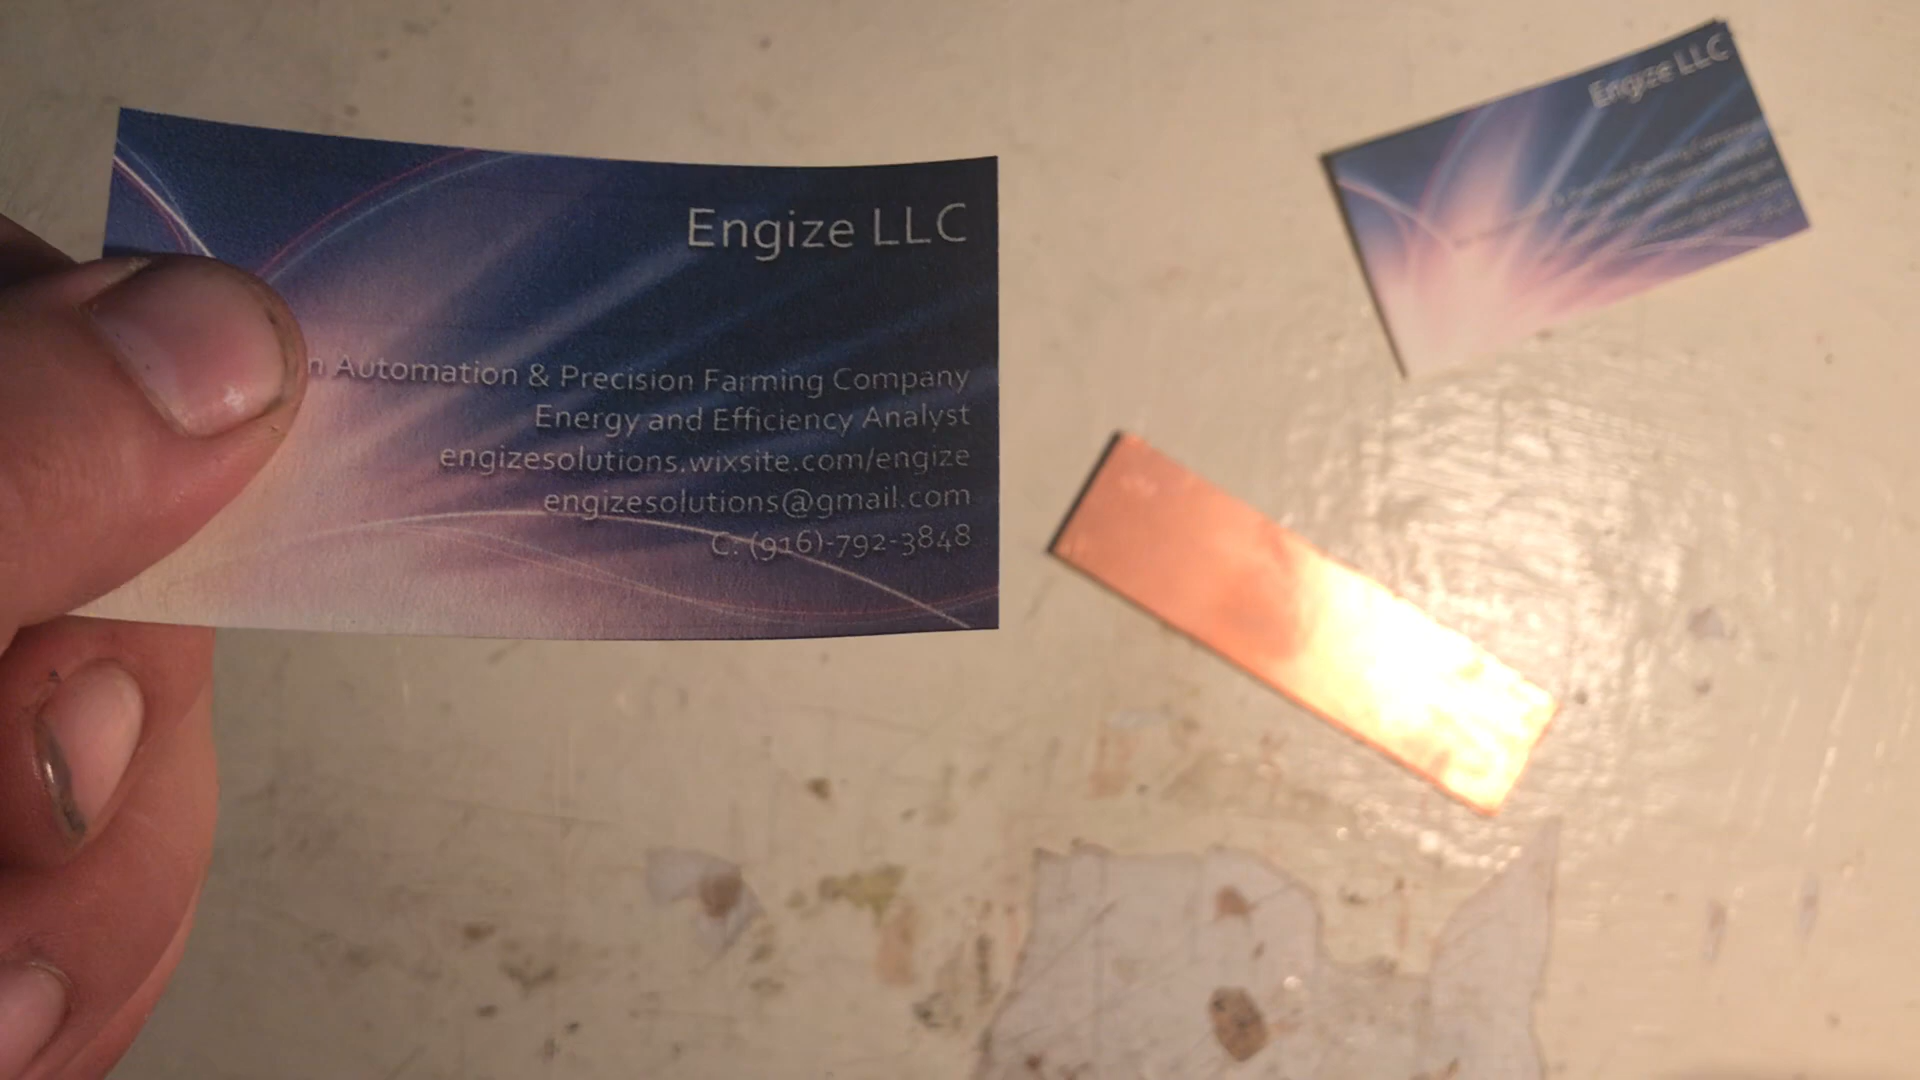 Engize LLC
n Automation & Precision Farming Company
Energy and Efficiency Analyst
engizesolutions.wixsite.com/engize
engizesolutions@gmail.com
C: (916)-792-3848
Engize LLC